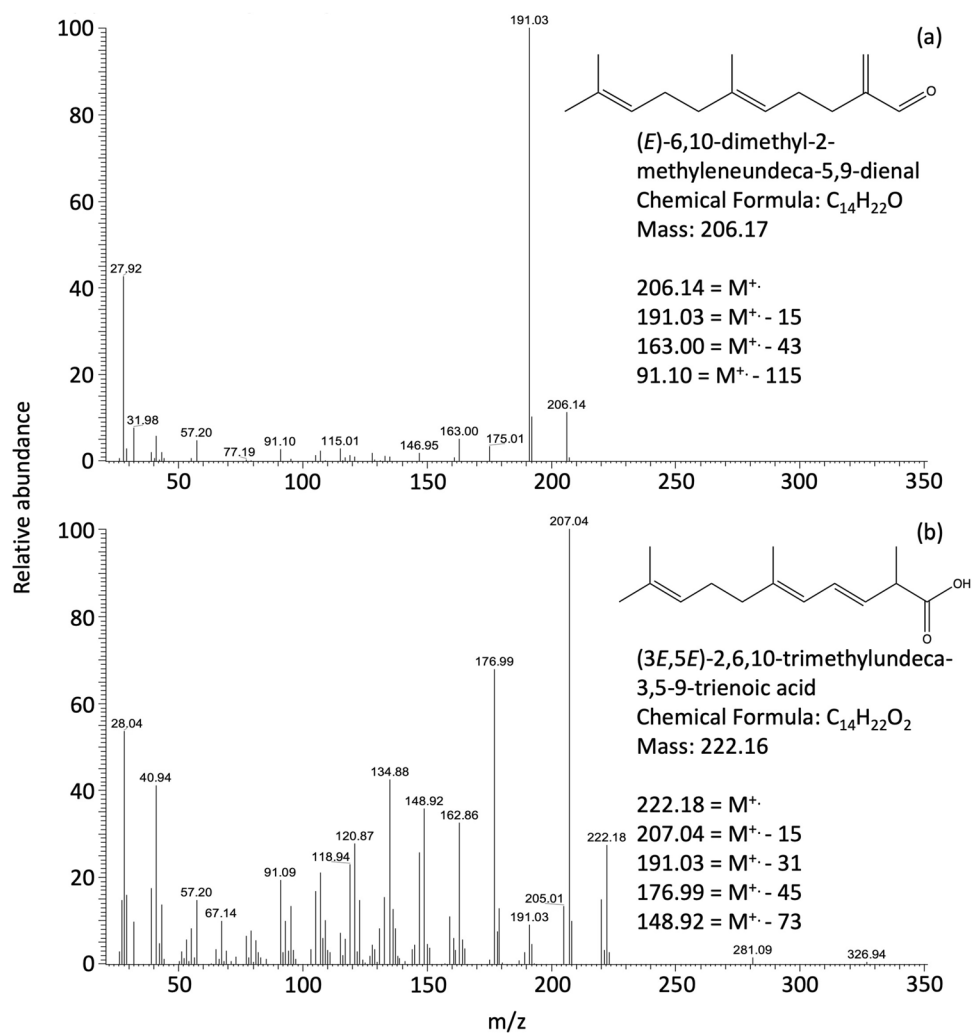 Relative abundance
100
80
60
40
20
0
50
100
150
200
250
300
350
27.92
31.98
57.20
77.19
91.10
115.01
146.95
163.00
175.01
191.03
206.14
(a)
O
(E)-6,10-dimethyl-2-
methyleneundeca-5,9-dienal
Chemical Formula: C₁₄H₂₂O
Mass: 206.17
206.14 = M⁺·
191.03 = M⁺· - 15
163.00 = M⁺· - 43
91.10 = M⁺· - 115
100
80
60
40
20
0
50
100
150
200
250
300
350
28.04
40.94
57.20
67.14
91.09
118.94
120.87
134.88
148.92
162.86
176.99
191.03
205.01
207.04
222.18
281.09
326.94
(b)
OH
O
(3E,5E)-2,6,10-trimethylundeca-
3,5-9-trienoic acid
Chemical Formula: C₁₄H₂₂O₂
Mass: 222.16
222.18 = M⁺·
207.04 = M⁺· - 15
191.03 = M⁺· - 31
176.99 = M⁺· - 45
148.92 = M⁺· - 73
m/z